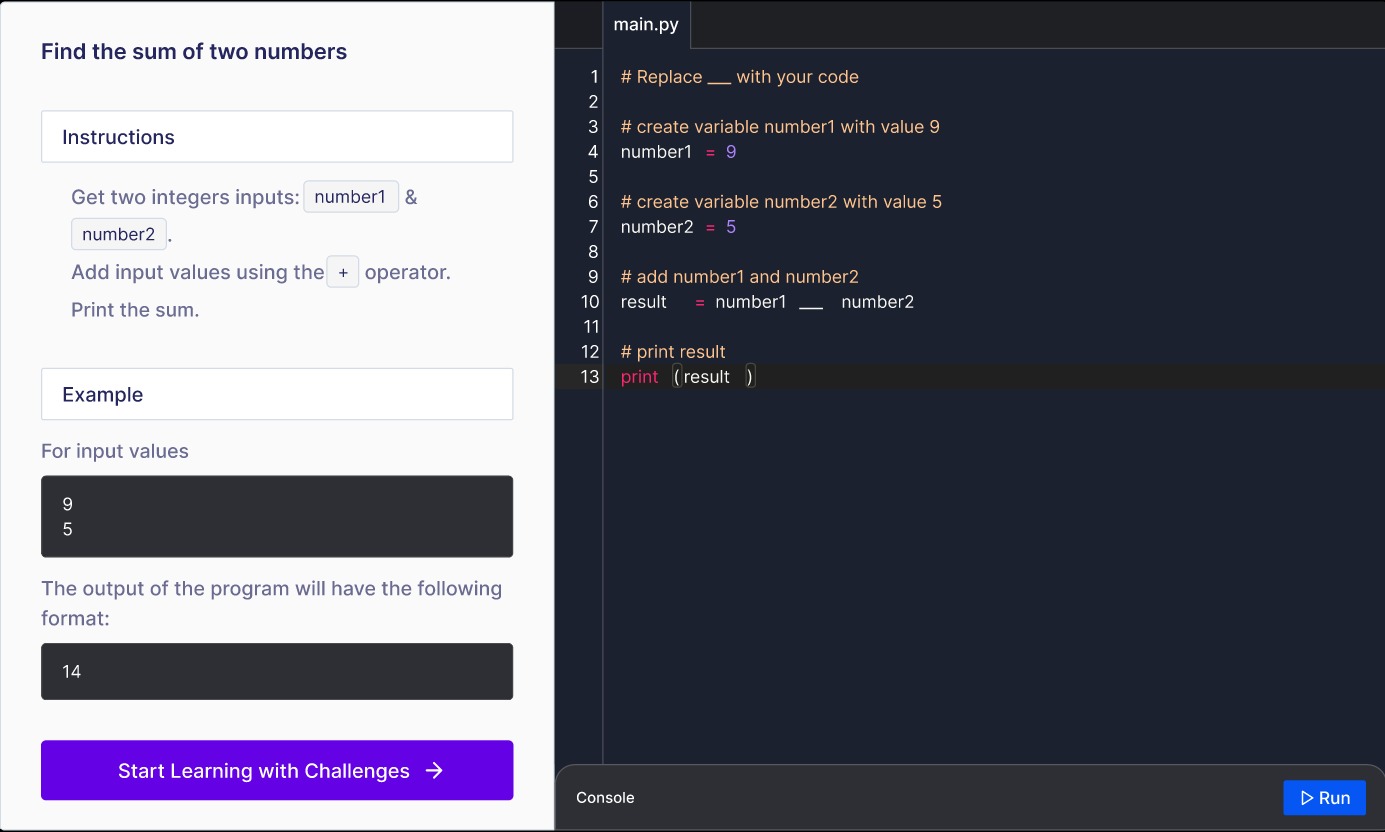 Find the sum of two numbers
Instructions
Get two integers inputs: number1 &
number2.
Add input values using the + operator.
Print the sum.
Example
For input values
9
5
The output of the program will have the following
format:
14
Start Learning with Challenges →
main.py
1 # Replace ___ with your code
2
3 # create variable number1 with value 9
4 number1 = 9
5
6 # create variable number2 with value 5
7 number2 = 5
8
9 # add number1 and number2
10 result = number1 ___ number2
11
12 # print result
13 print (result )
Console
Run